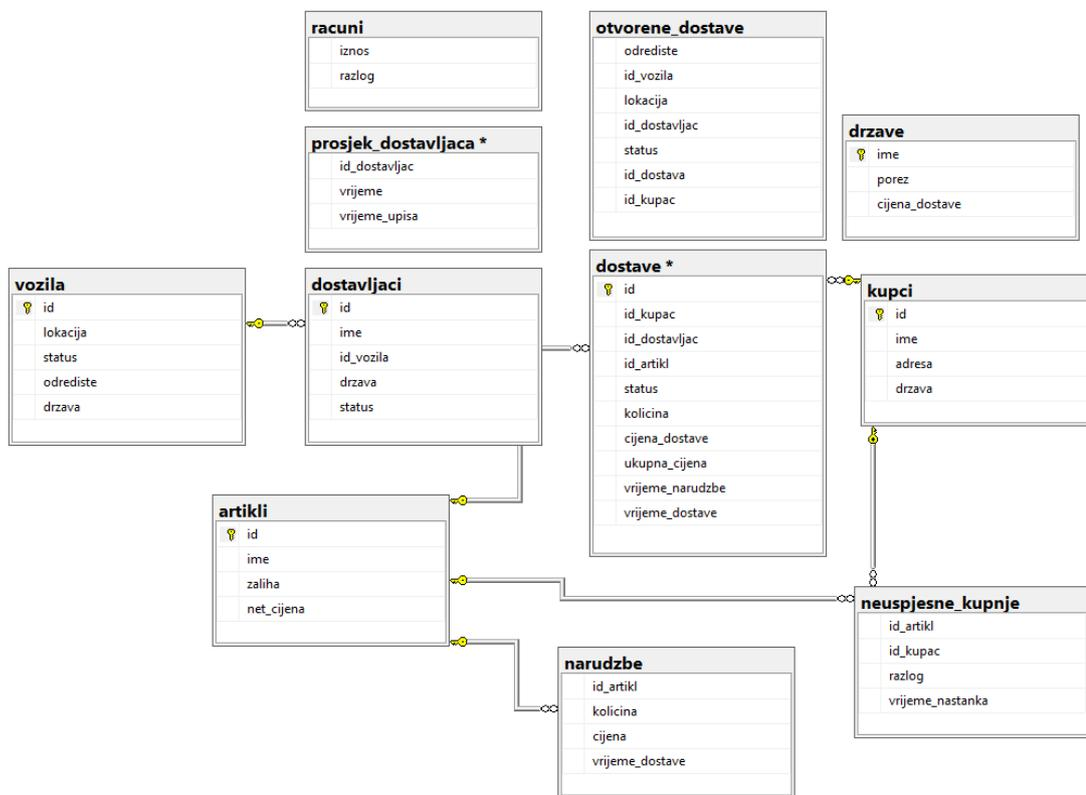 racuni
iznos
razlog
otvorene_dostave
odrediste
id_vozila
lokacija
id_dostavljac
status
id_dostava
id_kupac
drzave
ime
porez
cijena_dostave
prosjek_dostavljaca *
id_dostavljac
vrijeme
vrijeme_upisa
vozila
id
lokacija
status
odrediste
drzava
dostavljaci
id
ime
id_vozila
drzava
status
dostave *
id
id_kupac
id_dostavljac
id_artikl
status
kolicina
cijena_dostave
ukupna_cijena
vrijeme_narudzbe
vrijeme_dostave
kupci
id
ime
adresa
drzava
artikli
id
ime
zaliha
net_cijena
neuspjesne_kupnje
id_artikl
id_kupac
razlog
vrijeme_nastanka
narudzbe
id_artikl
kolicina
cijena
vrijeme_dostave